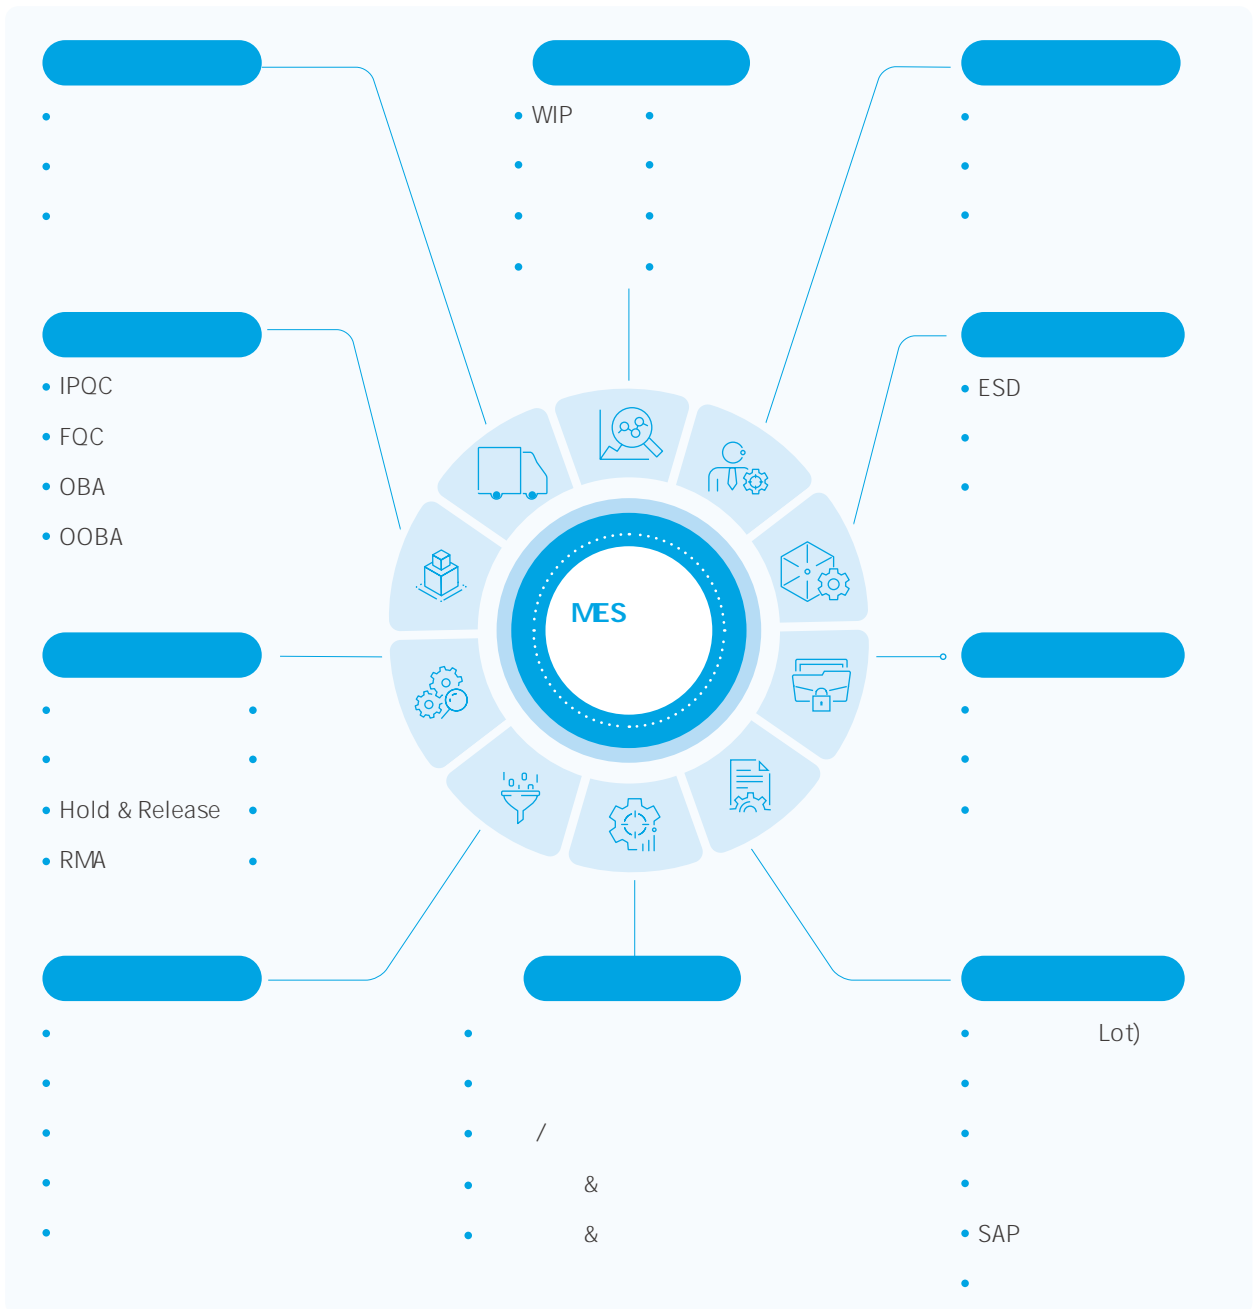 WIP
IPQC
FQC
OBA
OOBA
ESD
MES
Hold & Release
RMA
Lot)
/
&
&
SAP